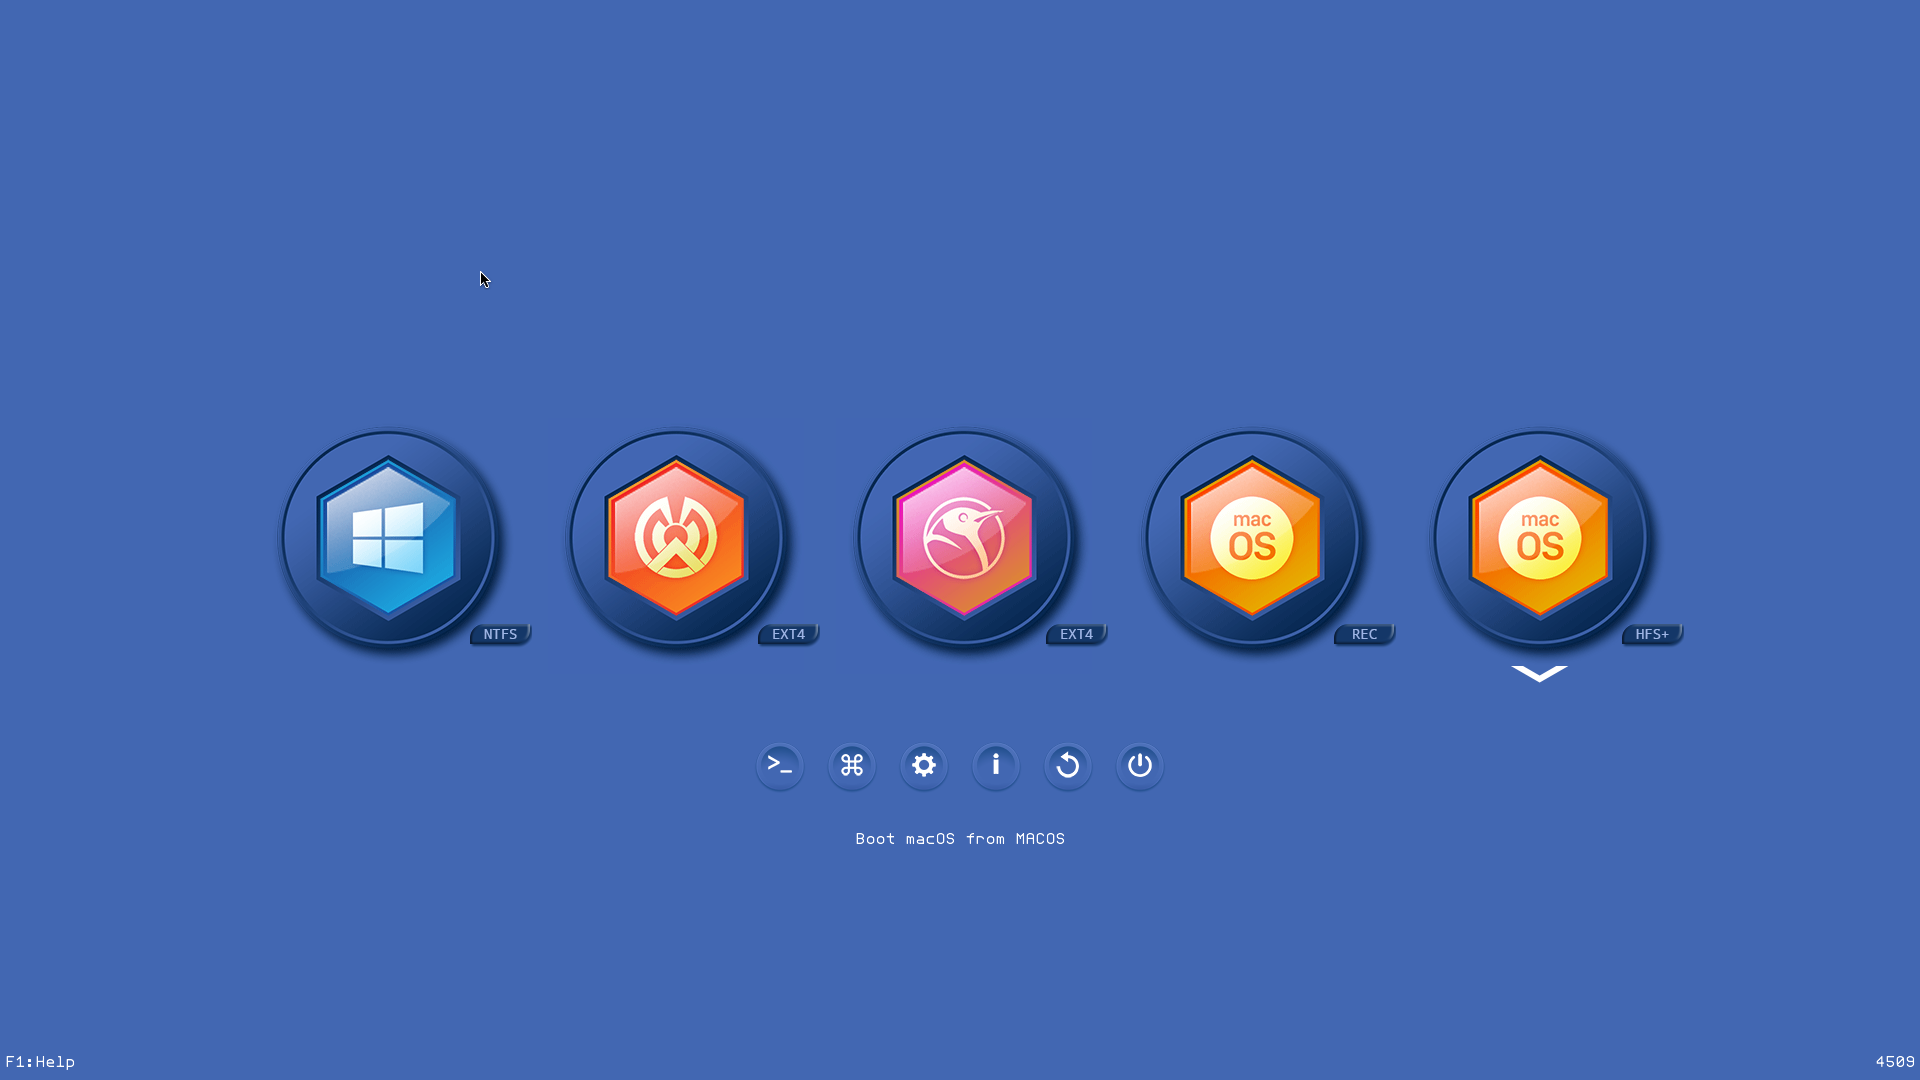 mac
OS
mac
OS
NTFS
EXT4
EXT4
REC
HFS+
>_
i
Boot macOS from MACOS
F1:Help
4509